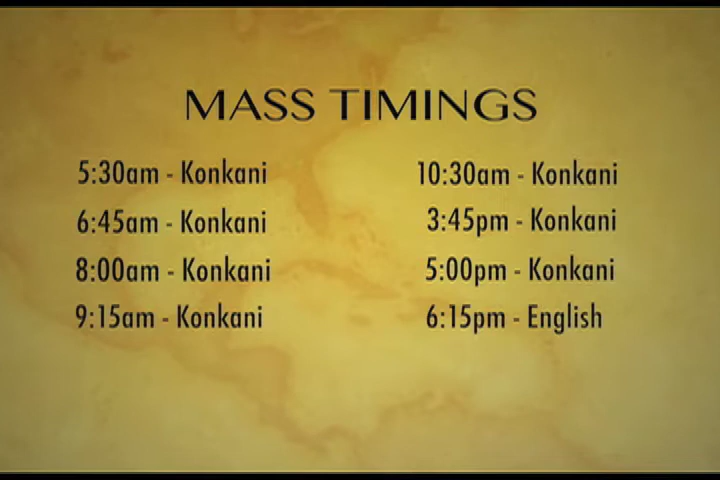 MASS TIMINGS
5:30am - Konkani
6:45am - Konkani
8:00am - Konkani
9:15am - Konkani
10:30am - Konkani
3:45pm - Konkani
5:00pm - Konkani
6:15pm - English